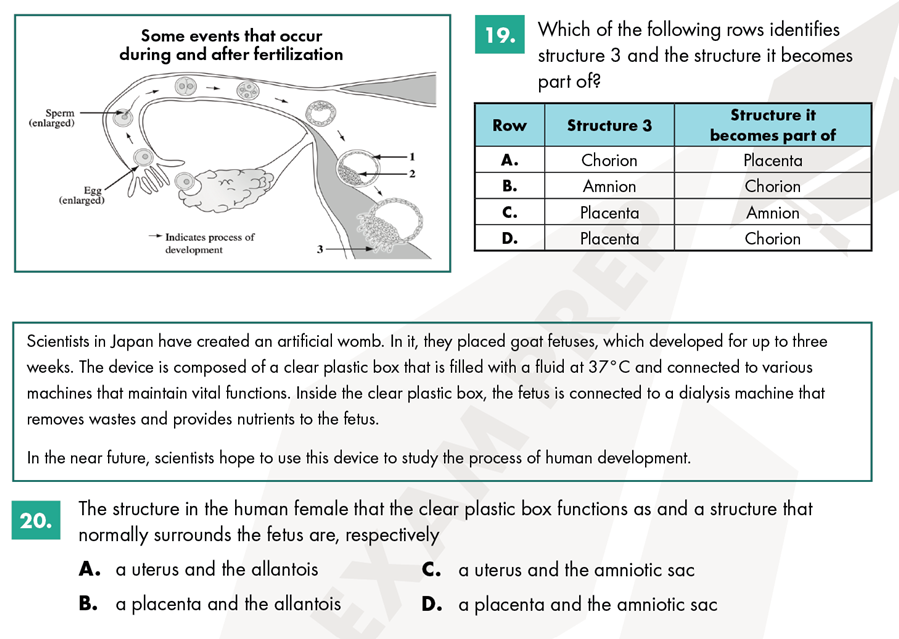 Some events that occur
during and after fertilization
Sperm
(enlarged)
Egg
(enlarged)
1
2
3
Indicates process of
development
19. Which of the following rows identifies
structure 3 and the structure it becomes
part of?
Row Structure 3 Structure it
becomes part of
A. Chorion Placenta
B. Amnion Chorion
C. Placenta Amnion
D. Placenta Chorion
Scientists in Japan have created an artificial womb. In it, they placed goat fetuses, which developed for up to three
weeks. The device is composed of a clear plastic box that is filled with a fluid at 37°C and connected to various
machines that maintain vital functions. Inside the clear plastic box, the fetus is connected to a dialysis machine that
removes wastes and provides nutrients to the fetus.
In the near future, scientists hope to use this device to study the process of human development.
20. The structure in the human female that the clear plastic box functions as and a structure that
normally surrounds the fetus are, respectively
A. a uterus and the allantois
B. a placenta and the allantois
C. a uterus and the amniotic sac
D. a placenta and the amniotic sac
EXAM PREP